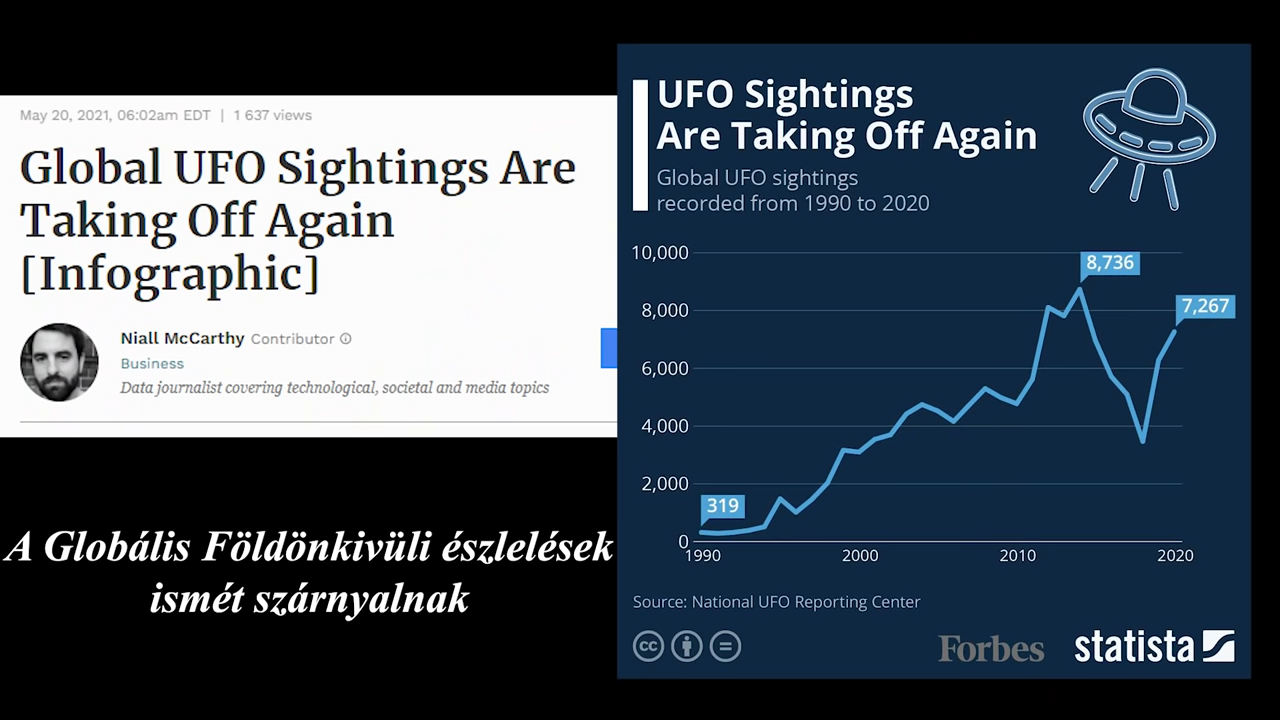 May 20, 2021, 06:02am EDT | 1 637 views
Global UFO Sightings Are
Taking Off Again
[Infographic]
Niall McCarthy Contributor
Business
Data journalist covering technological, societal and media topics
A Globális Földönkivüli észlelések
ismét szárnyalnak
UFO Sightings
Are Taking Off Again
Global UFO sightings
recorded from 1990 to 2020
10,000
8,736
8,000
7,267
6,000
4,000
2,000
319
0
1990 2000 2010 2020
Source: National UFO Reporting Center
cc
Forbes statista